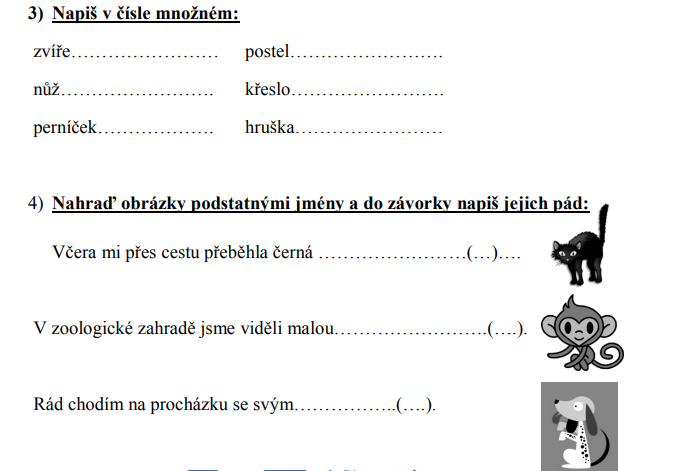 3) Napiš v čísle množném:
zvíře…………………… postel…………………….
nůž……………………. křeslo…………………….
perníček………………. hruška……………………
4) Nahraď obrázky podstatnými jmény a do závorky napiš jejich pád:
Včera mi přes cestu přeběhla černá ……………………(…)….
V zoologické zahradě jsme viděli malou…………………….(….).
Rád chodím na procházku se svým……………..(….).